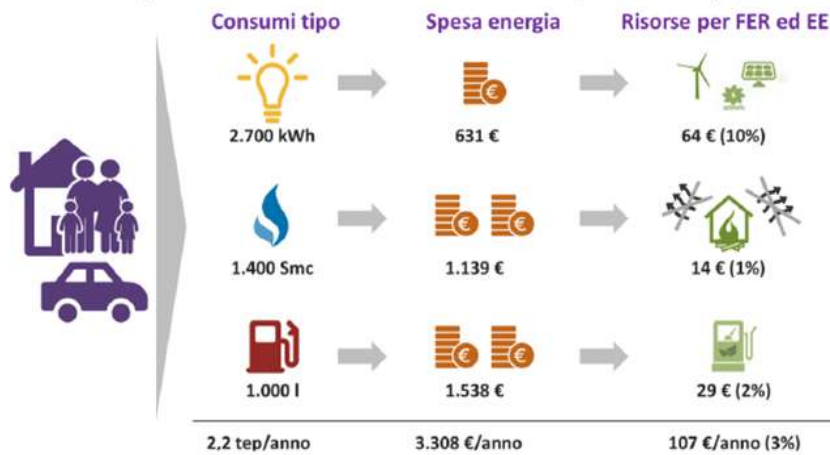 Consumi tipo Spesa energia Risorse per FER ed EE
2.700 kWh 631 € 64 € (10%)
1.400 Smc 1.139 € 14 € (1%)
1.000 l 1.538 € 29 € (2%)
2,2 tep/anno 3.308 €/anno 107 €/anno (3%)